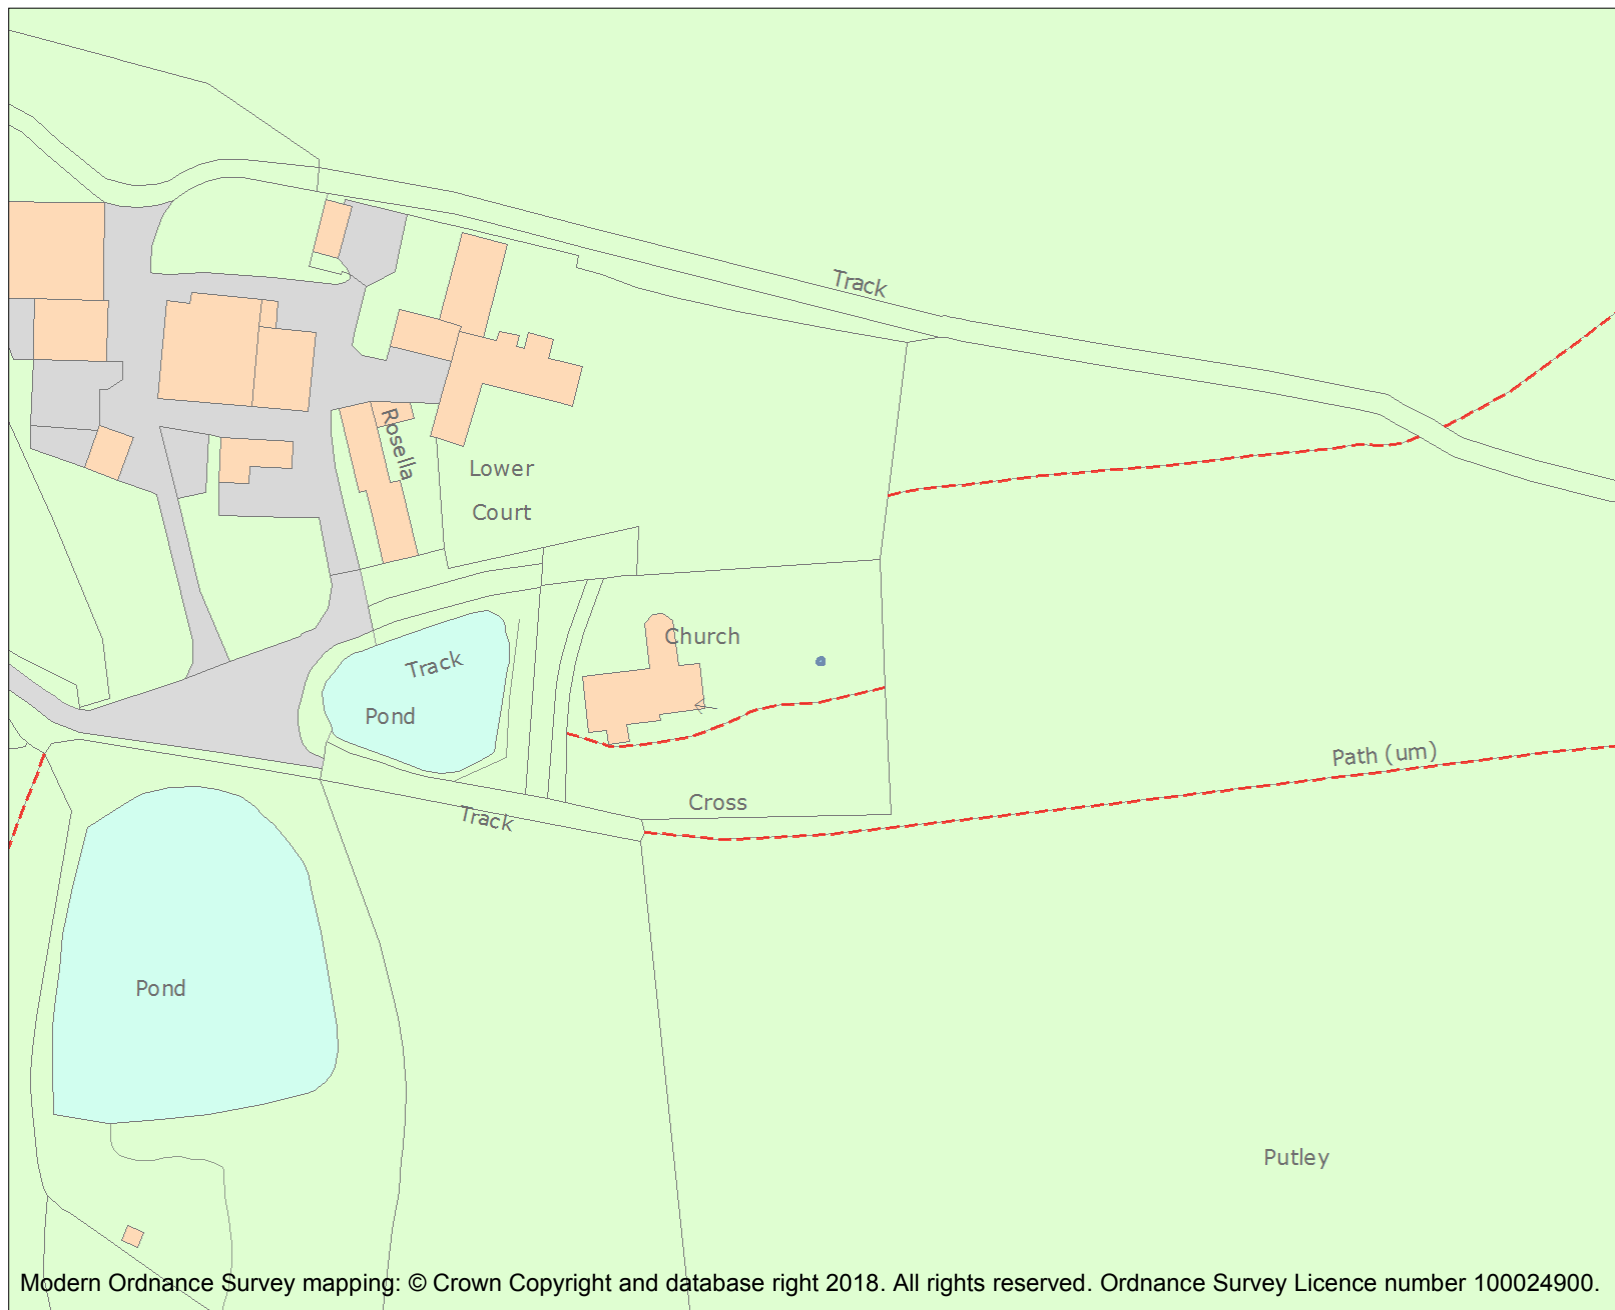 Track
Rosella
Lower
Court
Church
Track
Pond
Path (um)
Cross
Track
Pond
Putley
Modern Ordnance Survey mapping: © Crown Copyright and database right 2018. All rights reserved. Ordnance Survey Licence number 100024900.